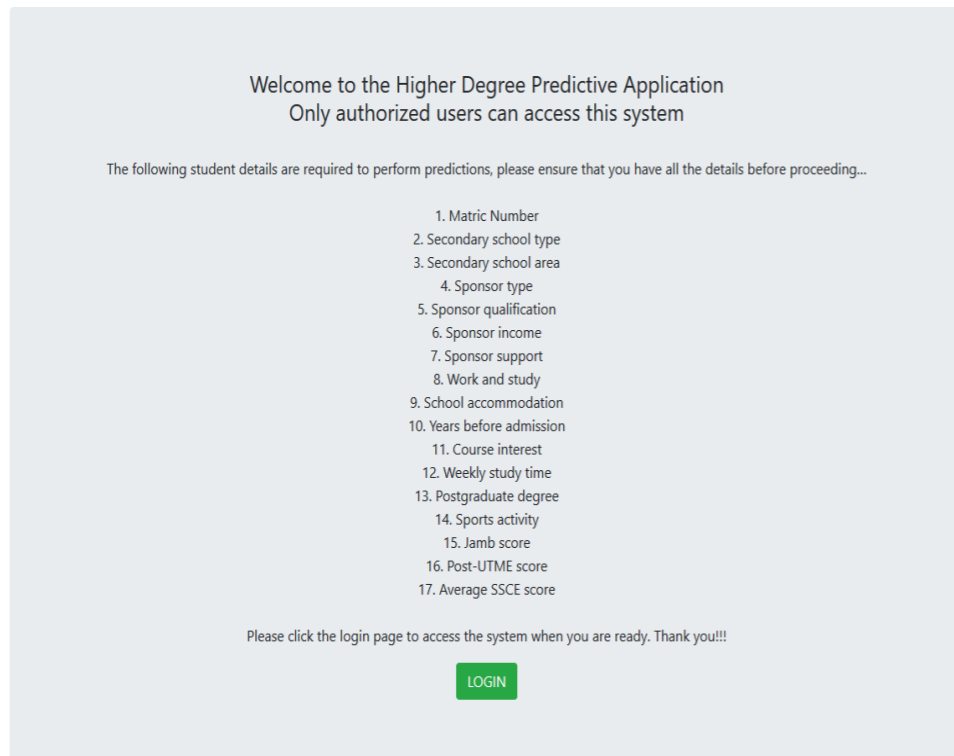 Welcome to the Higher Degree Predictive Application
Only authorized users can access this system
The following student details are required to perform predictions, please ensure that you have all the details before proceeding...
1. Matric Number
2. Secondary school type
3. Secondary school area
4. Sponsor type
5. Sponsor qualification
6. Sponsor income
7. Sponsor support
8. Work and study
9. School accommodation
10. Years before admission
11. Course interest
12. Weekly study time
13. Postgraduate degree
14. Sports activity
15. Jamb score
16. Post-UTME score
17. Average SSCE score
Please click the login page to access the system when you are ready. Thank you!!!
LOGIN